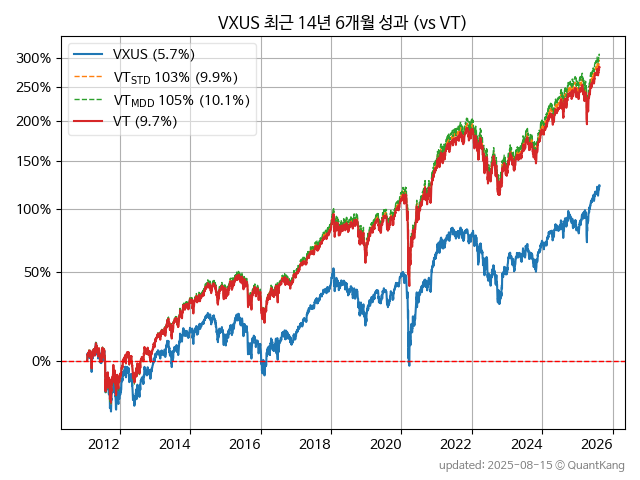 VXUS 최근 14년 6개월 성과 (vs VT)
VXUS (5.7%)
VT_STD 103% (9.9%)
VT_MDD 105% (10.1%)
VT (9.7%)
300%
250%
200%
150%
100%
50%
0%
2012 2014 2016 2018 2020 2022 2024 2026
updated: 2025-08-15 © QuantKang